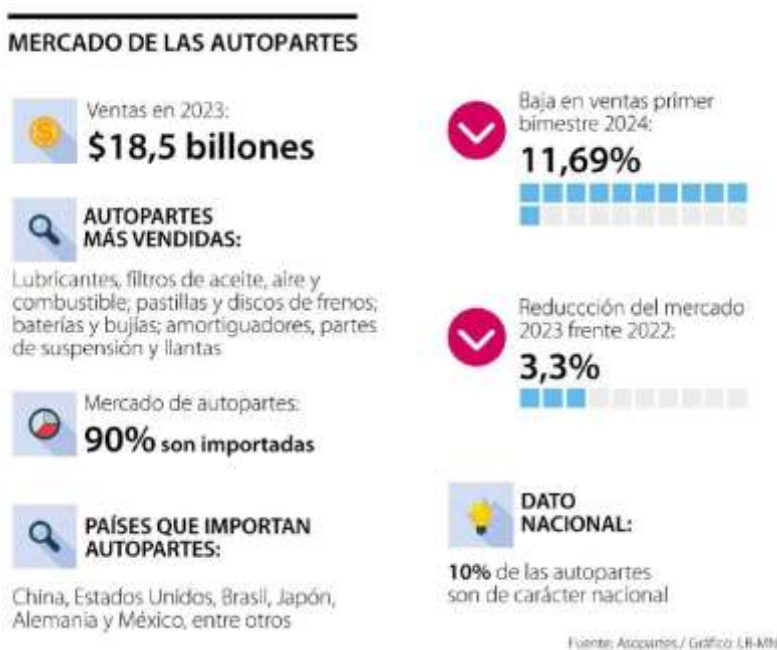 MERCADO DE LAS AUTOPARTES
Ventas en 2023:
$18,5 billones
AUTOPARTES
MÁS VENDIDAS:
Lubricantes, filtros de aceite, aire y
combustible; pastillas y discos de frenos;
baterías y bujías; amortiguadores, partes
de suspensión y llantas
Mercado de autopartes:
90% son importadas
PAÍSES QUE IMPORTAN
AUTOPARTES:
China, Estados Unidos, Brasil, Japón,
Alemania y México, entre otros
Baja en ventas primer
bimestre 2024:
11,69%
Reduccción del mercado
2023 frente 2022:
3,3%
DATO
NACIONAL:
10% de las autopartes
son de carácter nacional
Fuente: Asopartes / Gráfico: LR-MN